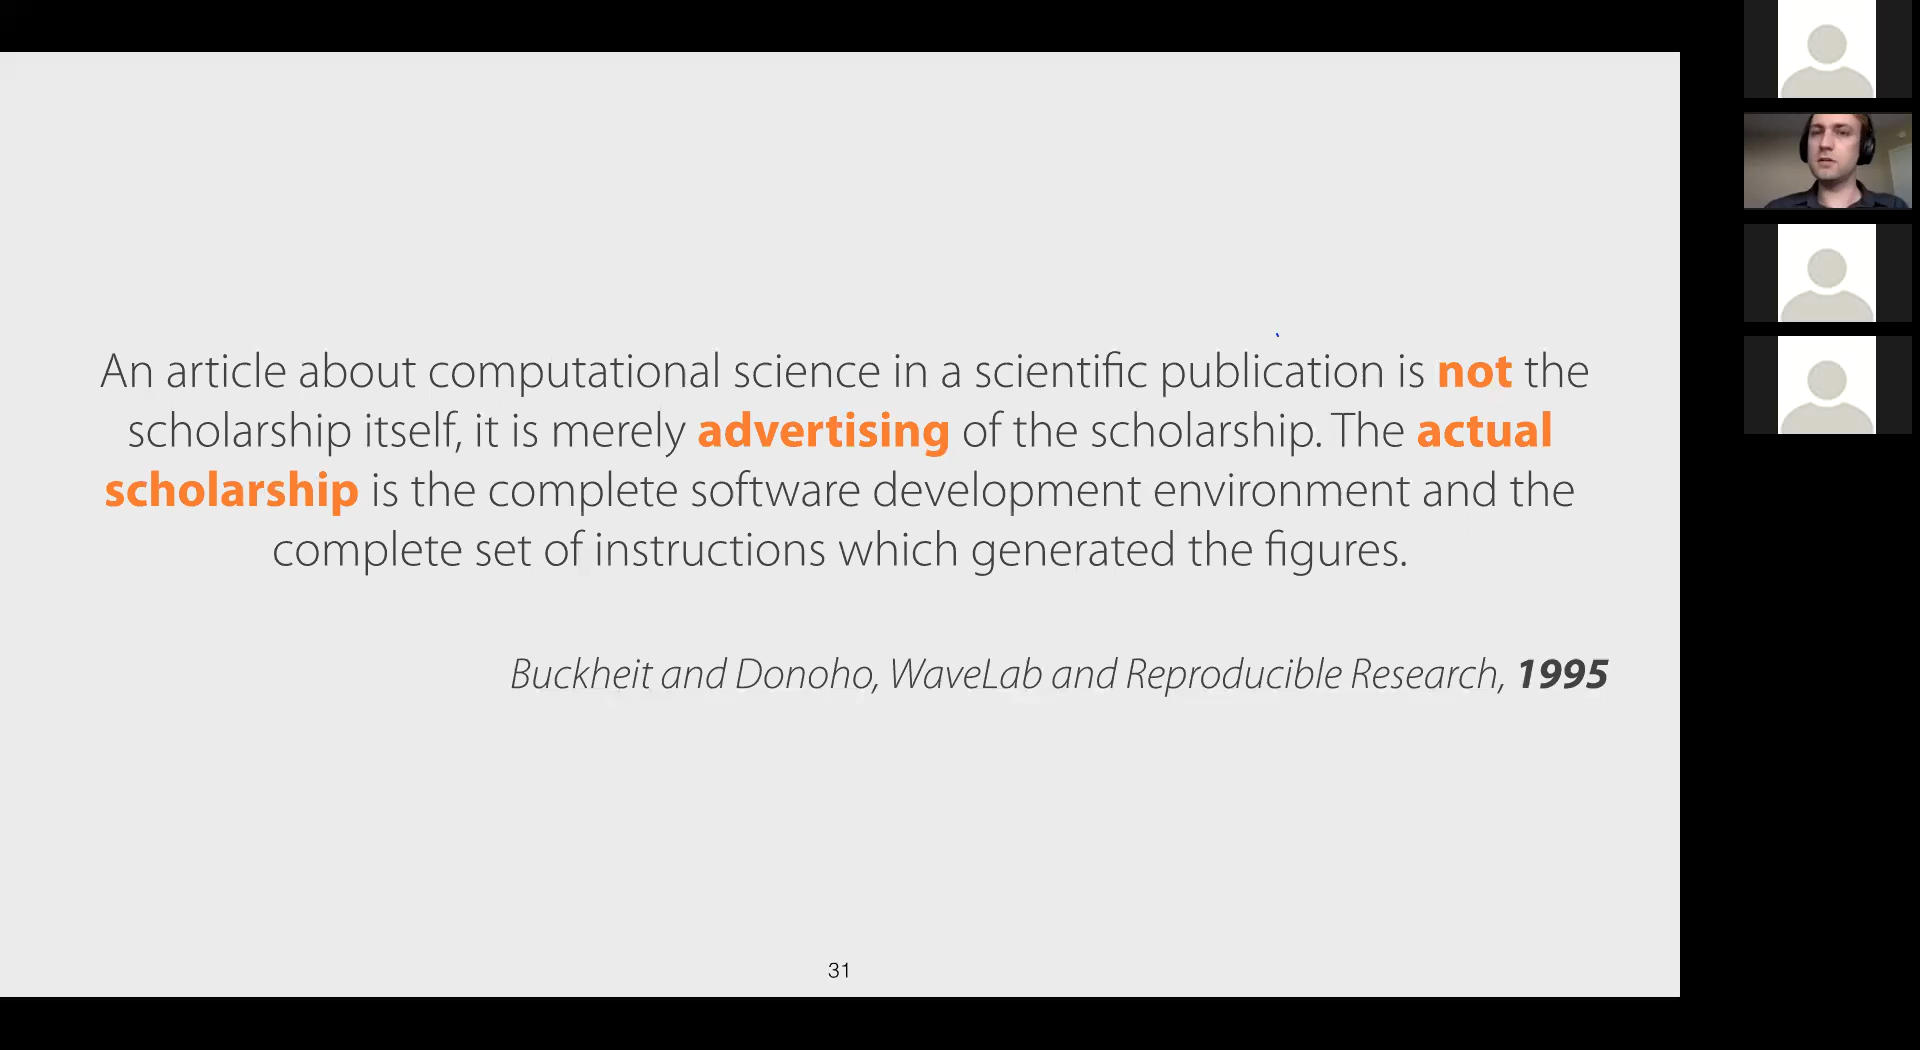 An article about computational science in a scientific publication is not the
scholarship itself, it is merely advertising of the scholarship. The actual
scholarship is the complete software development environment and the
complete set of instructions which generated the figures.
Buckheit and Donoho, WaveLab and Reproducible Research, 1995
31